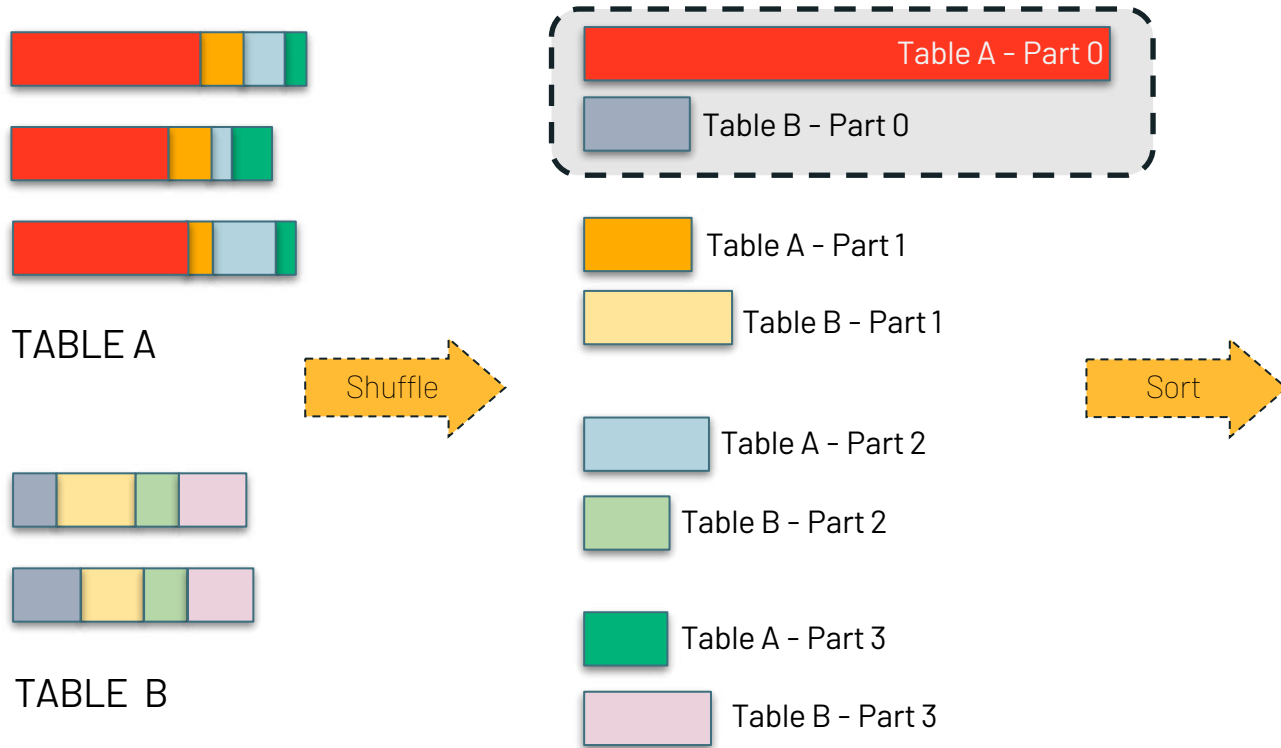 TABLE A
TABLE B
Shuffle
Table A - Part 0
Table B - Part 0
Table A - Part 1
Table B - Part 1
Table A - Part 2
Table B - Part 2
Table A - Part 3
Table B - Part 3
Sort